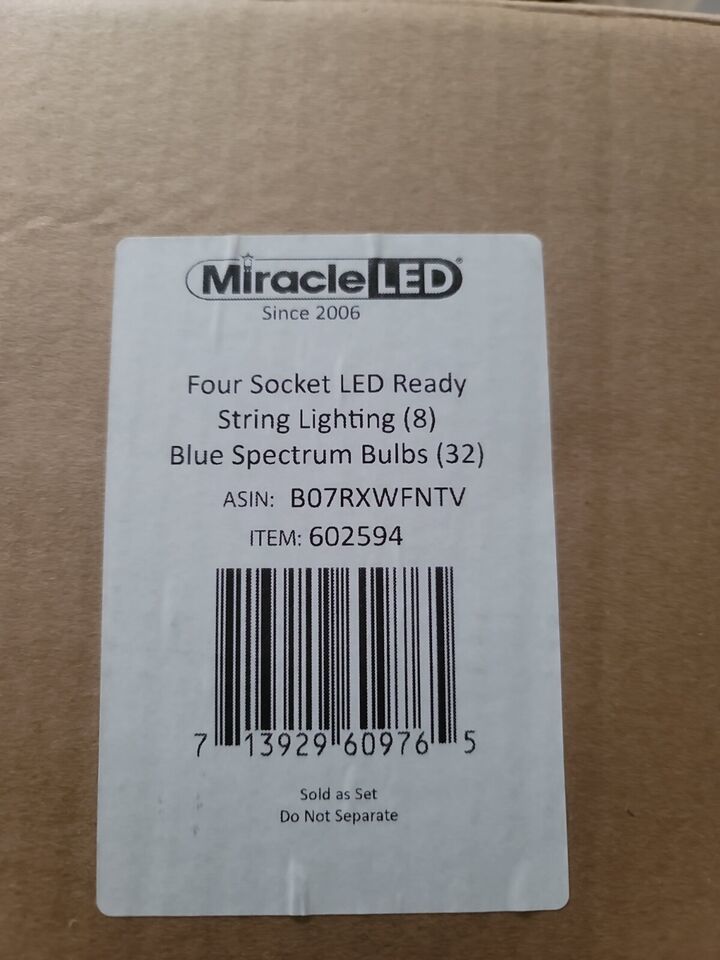 MiracleLED®
Since 2006
Four Socket LED Ready
String Lighting (8)
Blue Spectrum Bulbs (32)
ASIN: B07RXWFNTV
ITEM: 602594
7 13929 60976 5
Sold as Set
Do Not Separate